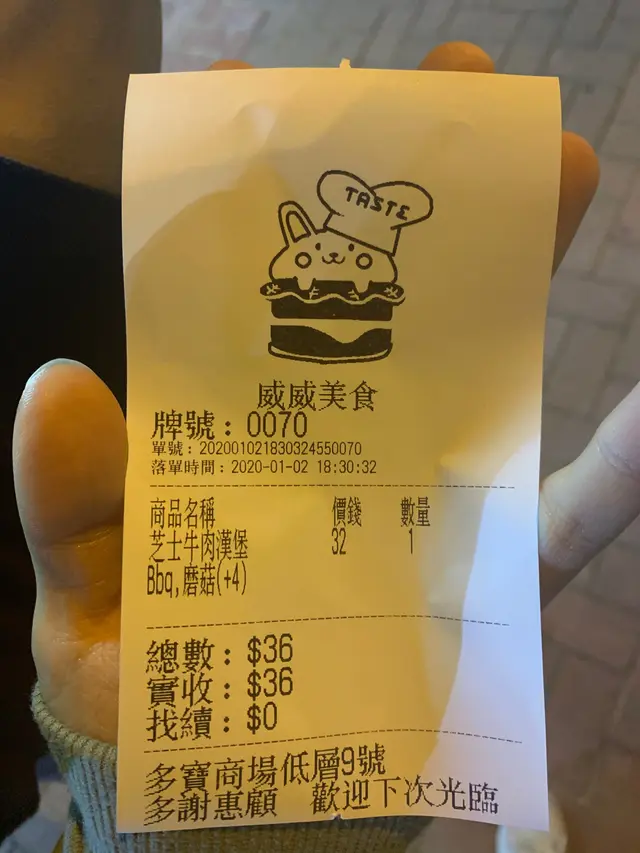 TASTE
威威美食
牌號：0070
單號：202001021830324550070
落單時間：2020-01-02 18:30:32
商品名稱 價錢 數量
芝士牛肉漢堡 32 1
Bbq,磨菇(+4)
總數：$36
實收：$36
找續：$0
多寶商場低層9號
多謝惠顧 歡迎下次光臨